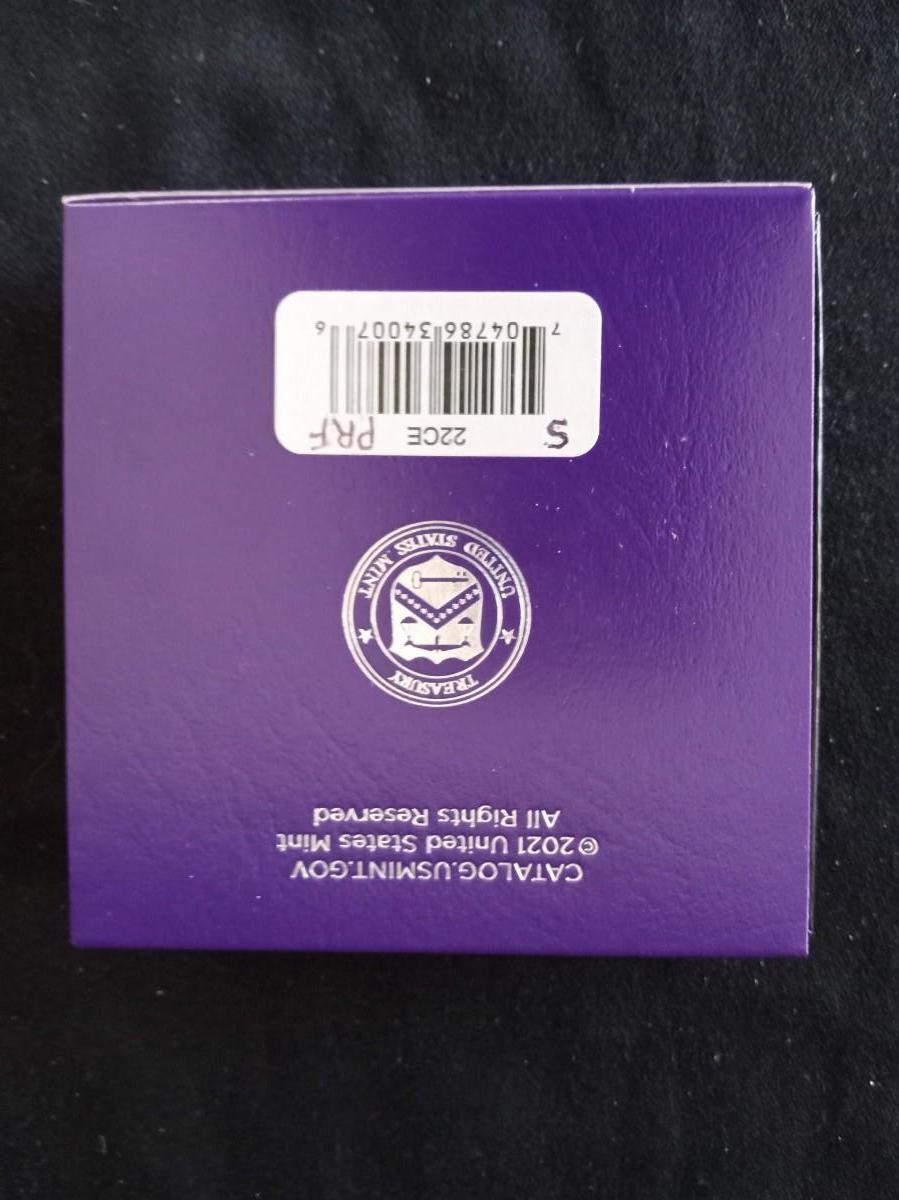 S 22CE PRF
7 04786 34007 6
TREASURY
UNITED STATES MINT
All Rights Reserved
©2021 United States Mint
CATALOG.USMINT.GOV